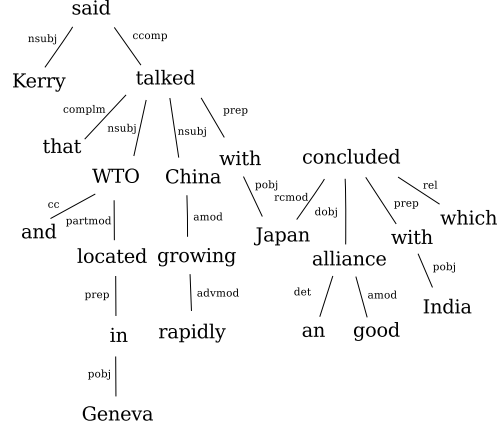 said
nsubj ccomp
Kerry talked
complm nsubj nsubj prep
that WTO China with concluded
cc partmod amod pobj rcmod dobj prep rel
and located growing Japan alliance with which
prep advmod det amod pobj
in rapidly an good India
pobj
Geneva